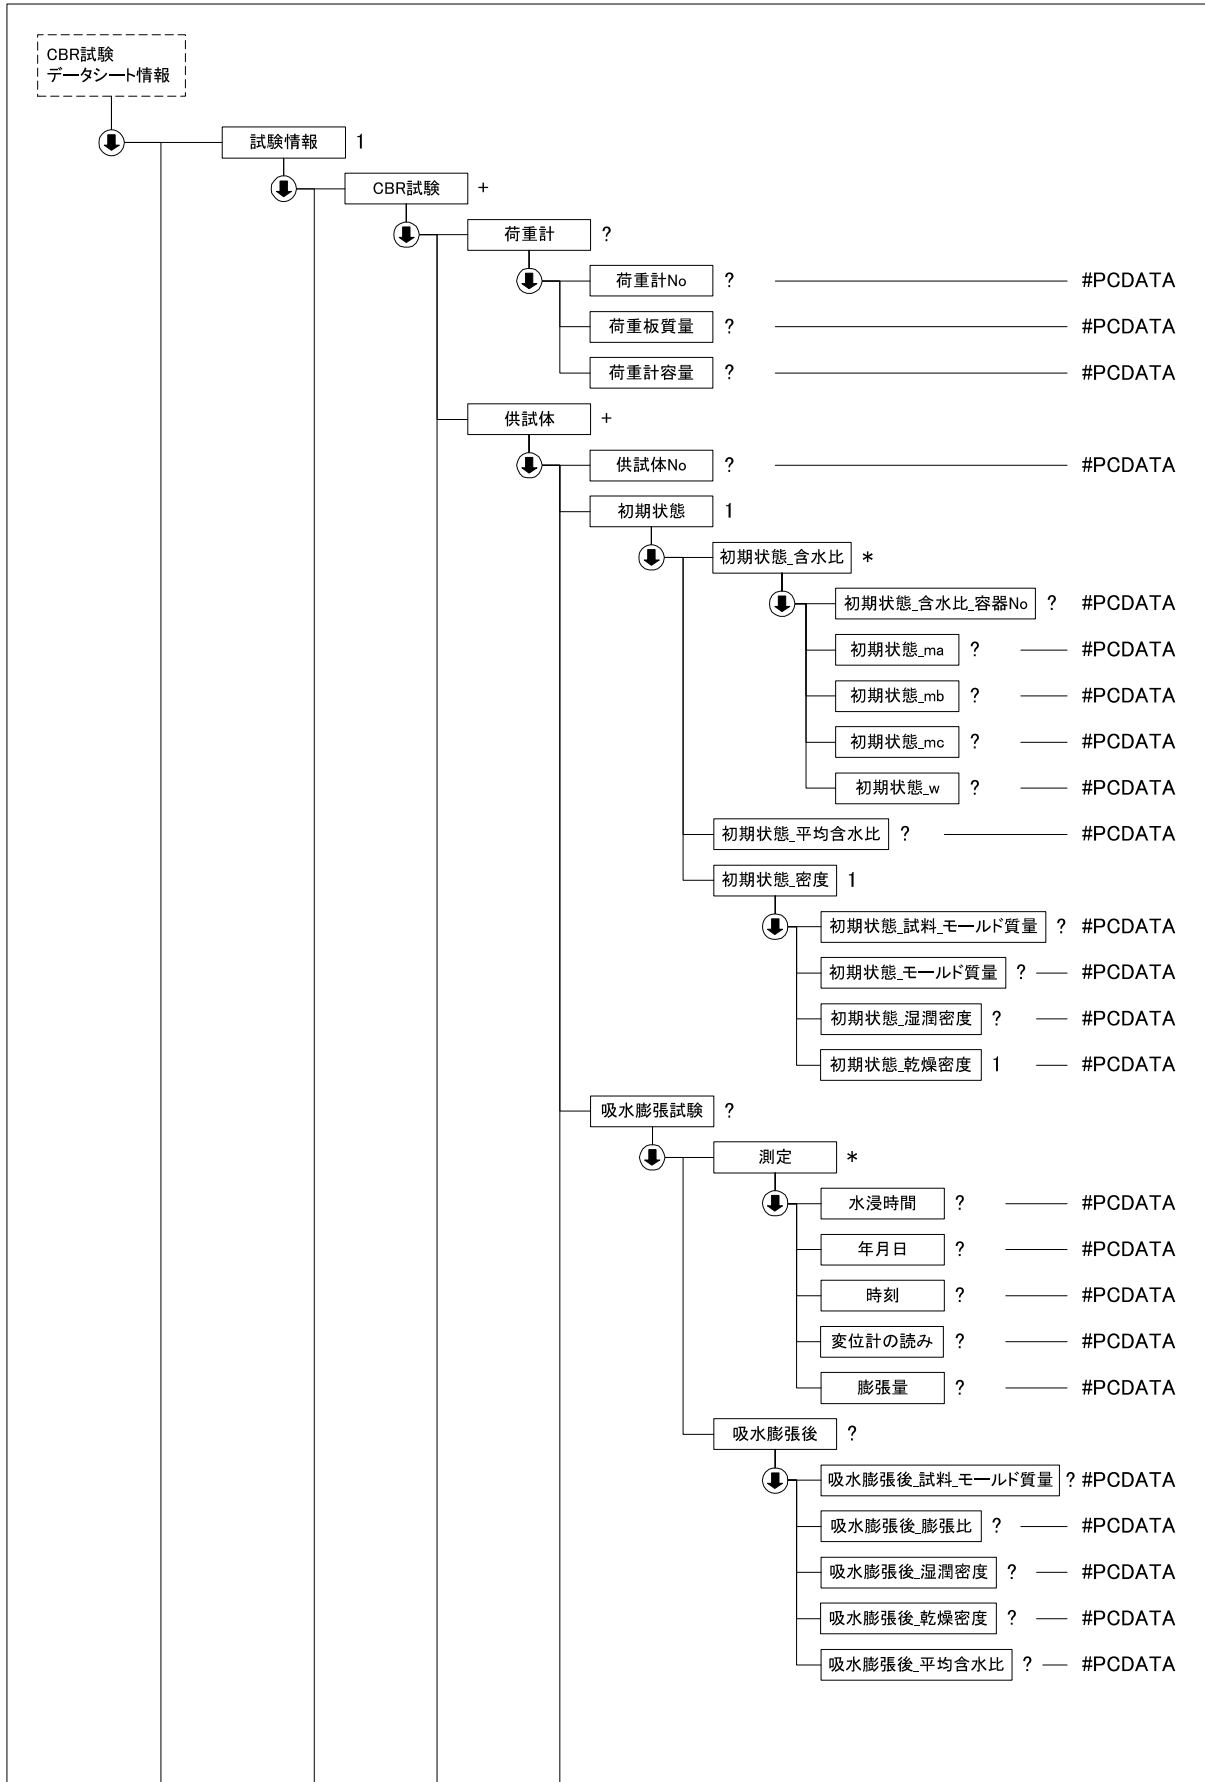 CBR試験
データシート情報
試験情報 1
CBR試験 +
荷重計 ?
荷重計No ? #PCDATA
荷重板質量 ? #PCDATA
荷重計容量 ? #PCDATA
供試体 +
供試体No ? #PCDATA
初期状態 1
初期状態_含水比 *
初期状態_含水比_容器No ? #PCDATA
初期状態_ma ? #PCDATA
初期状態_mb ? #PCDATA
初期状態_mc ? #PCDATA
初期状態_w ? #PCDATA
初期状態_平均含水比 ? #PCDATA
初期状態_密度 1
初期状態_試料_モールド質量 ? #PCDATA
初期状態_モールド質量 ? #PCDATA
初期状態_湿潤密度 ? #PCDATA
初期状態_乾燥密度 1 #PCDATA
吸水膨張試験 ?
測定 *
水浸時間 ? #PCDATA
年月日 ? #PCDATA
時刻 ? #PCDATA
変位計の読み ? #PCDATA
膨張量 ? #PCDATA
吸水膨張後 ?
吸水膨張後_試料_モールド質量 ? #PCDATA
吸水膨張後_膨張比 ? #PCDATA
吸水膨張後_湿潤密度 ? #PCDATA
吸水膨張後_乾燥密度 ? #PCDATA
吸水膨張後_平均含水比 ? #PCDATA